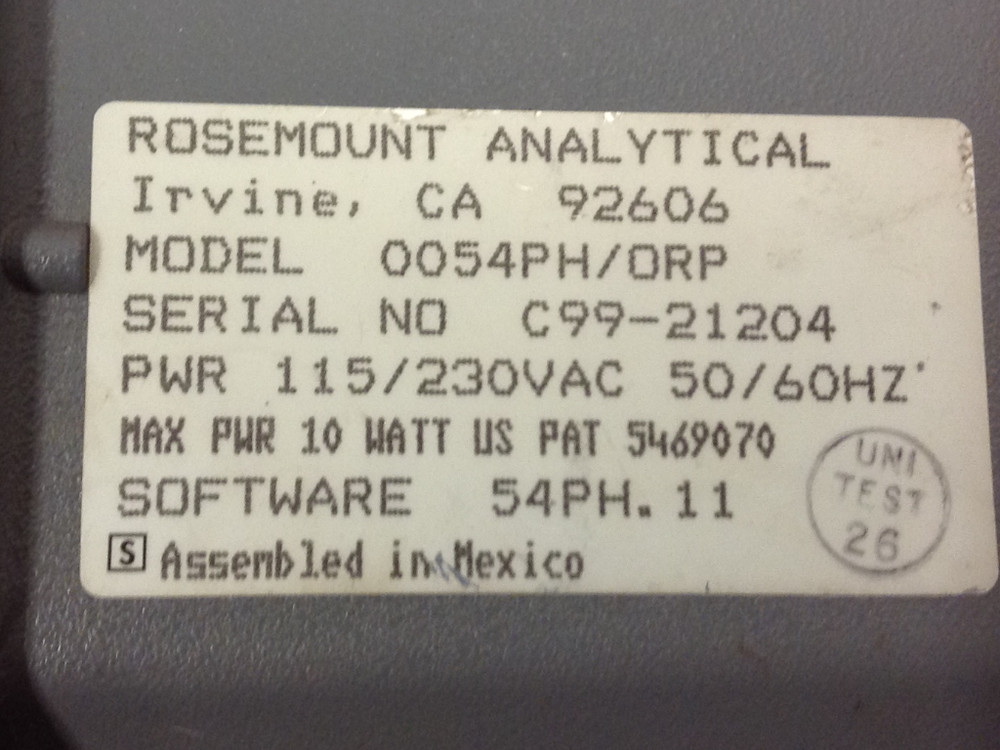 ROSEMOUNT ANALYTICAL
Irvine, CA 92606
MODEL 0054PH/ORP
SERIAL NO C99-21204
PWR 115/230VAC 50/60HZ
MAX PWR 10 WATT US PAT 5469070
SOFTWARE 54PH.11
S Assembled in Mexico
UNI
TEST
26